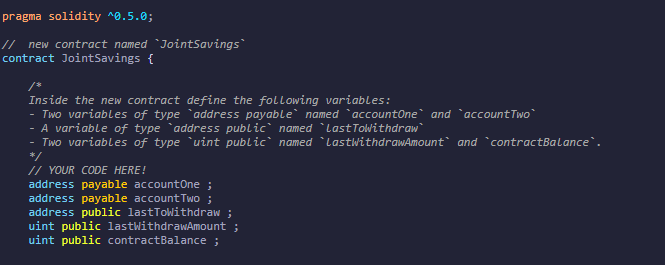 pragma solidity ^0.5.0;
//  new contract named `JointSavings`
contract JointSavings {
/*
Inside the new contract define the following variables:
- Two variables of type `address payable` named `accountOne` and `accountTwo`
- A variable of type `address public` named `lastToWithdraw`
- Two variables of type `uint public` named `lastWithdrawAmount` and `contractBalance`.
*/
// YOUR CODE HERE!
address payable accountOne ;
address payable accountTwo ;
address public lastToWithdraw ;
uint public lastWithdrawAmount ;
uint public contractBalance ;